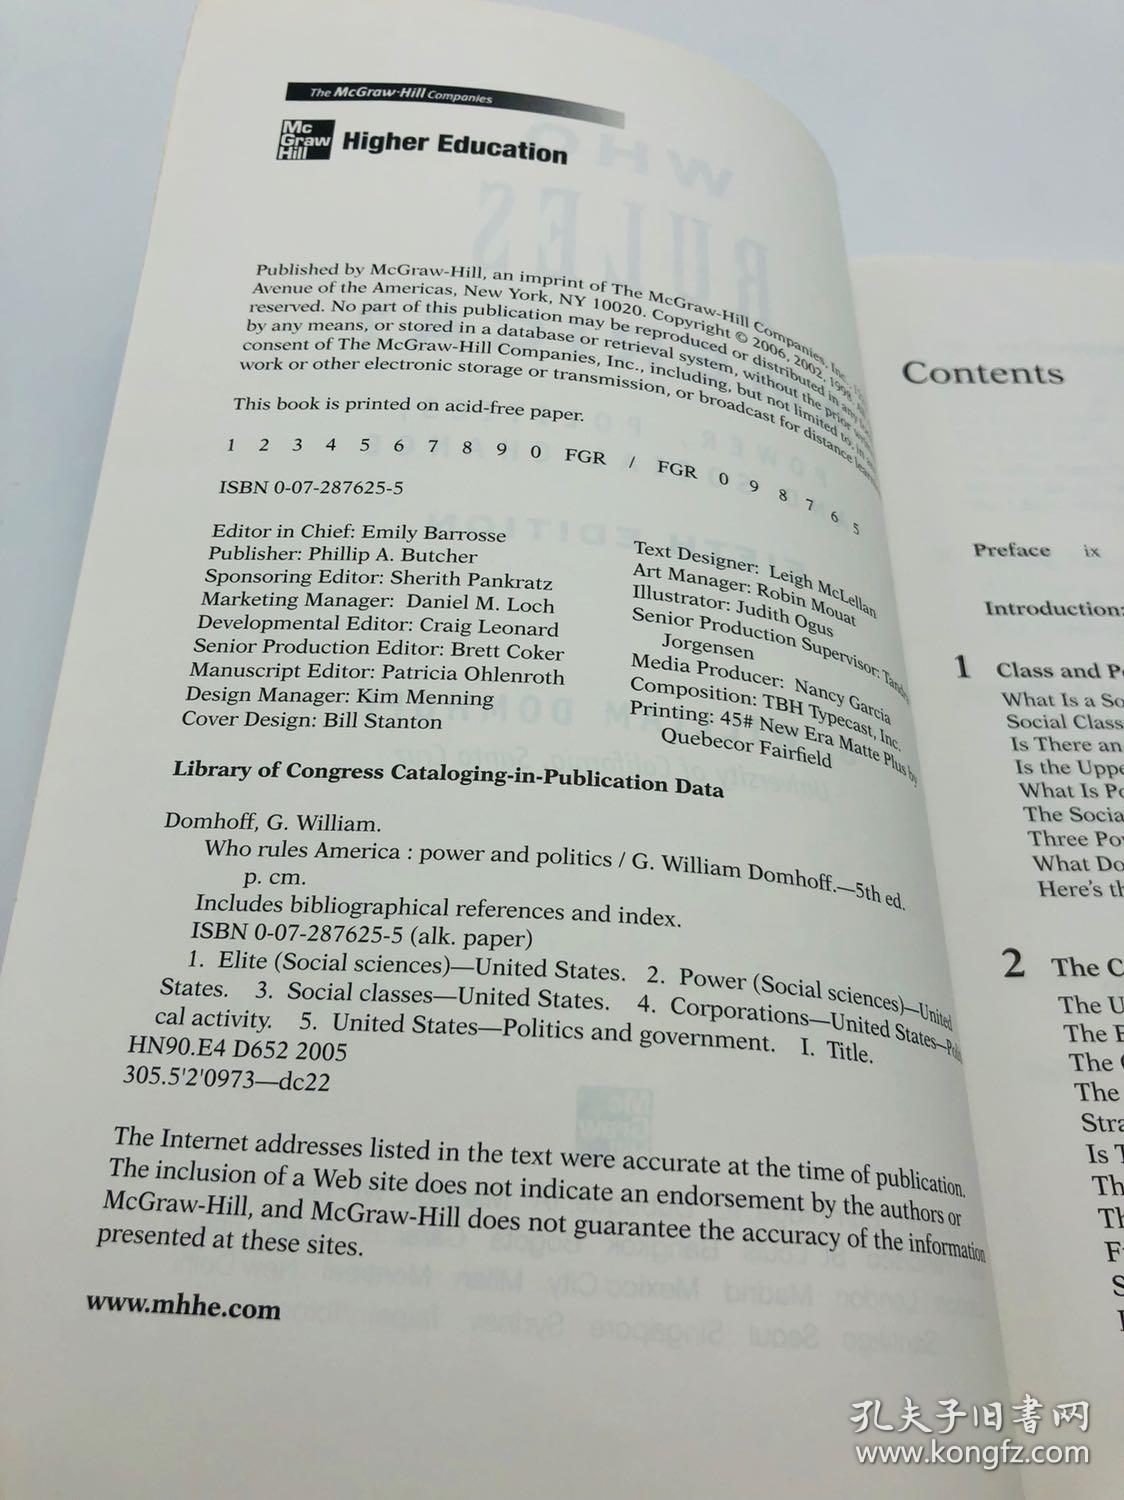 The McGraw-Hill Companies
Mc
Graw
Hill
Higher Education
Published by McGraw-Hill, an imprint of The McGraw-Hill Companies, Inc.,
Avenue of the Americas, New York, NY 10020. Copyright © 2006, 2002, 1998. All
reserved. No part of this publication may be reproduced or distributed in any
by any means, or stored in a database or retrieval system, without the prior
consent of The McGraw-Hill Companies, Inc., including, but not limited to, in
work or other electronic storage or transmission, or broadcast for distance
This book is printed on acid-free paper.
1 2 3 4 5 6 7 8 9 0 FGR / FGR 0 9 8 7 6 5
ISBN 0-07-287625-5
Editor in Chief: Emily Barrosse
Publisher: Phillip A. Butcher
Sponsoring Editor: Sherith Pankratz
Marketing Manager: Daniel M. Loch
Developmental Editor: Craig Leonard
Senior Production Editor: Brett Coker
Manuscript Editor: Patricia Ohlenroth
Design Manager: Kim Menning
Cover Design: Bill Stanton
Text Designer: Leigh McLellan
Art Manager: Robin Mouat
Illustrator: Judith Ogus
Senior Production Supervisor: Tandra
Jorgensen
Media Producer: Nancy Garcia
Composition: TBH Typecast, Inc.
Printing: 45# New Era Matte Plus by
Quebecor Fairfield
Library of Congress Cataloging-in-Publication Data
Domhoff, G. William.
Who rules America : power and politics / G. William Domhoff.—5th ed.
p. cm.
Includes bibliographical references and index.
ISBN 0-07-287625-5 (alk. paper)
1. Elite (Social sciences)—United States. 2. Power (Social sciences)—United
States. 3. Social classes—United States. 4. Corporations—United States—Politi
cal activity. 5. United States—Politics and government. I. Title.
HN90.E4 D652 2005
305.5'2'0973—dc22
The Internet addresses listed in the text were accurate at the time of publication.
The inclusion of a Web site does not indicate an endorsement by the authors or
McGraw-Hill, and McGraw-Hill does not guarantee the accuracy of the information
presented at these sites.
www.mhhe.com
Contents
Preface ix
Introduction:
1 Class and Po
What Is a So
Social Class
Is There an
Is the Uppe
What Is Po
The Socia
Three Pow
What Do
Here's th
2 The C
The U
The E
The C
The
Stra
Is T
Th
Th
F
S
孔夫子旧书网
www.kongfz.com